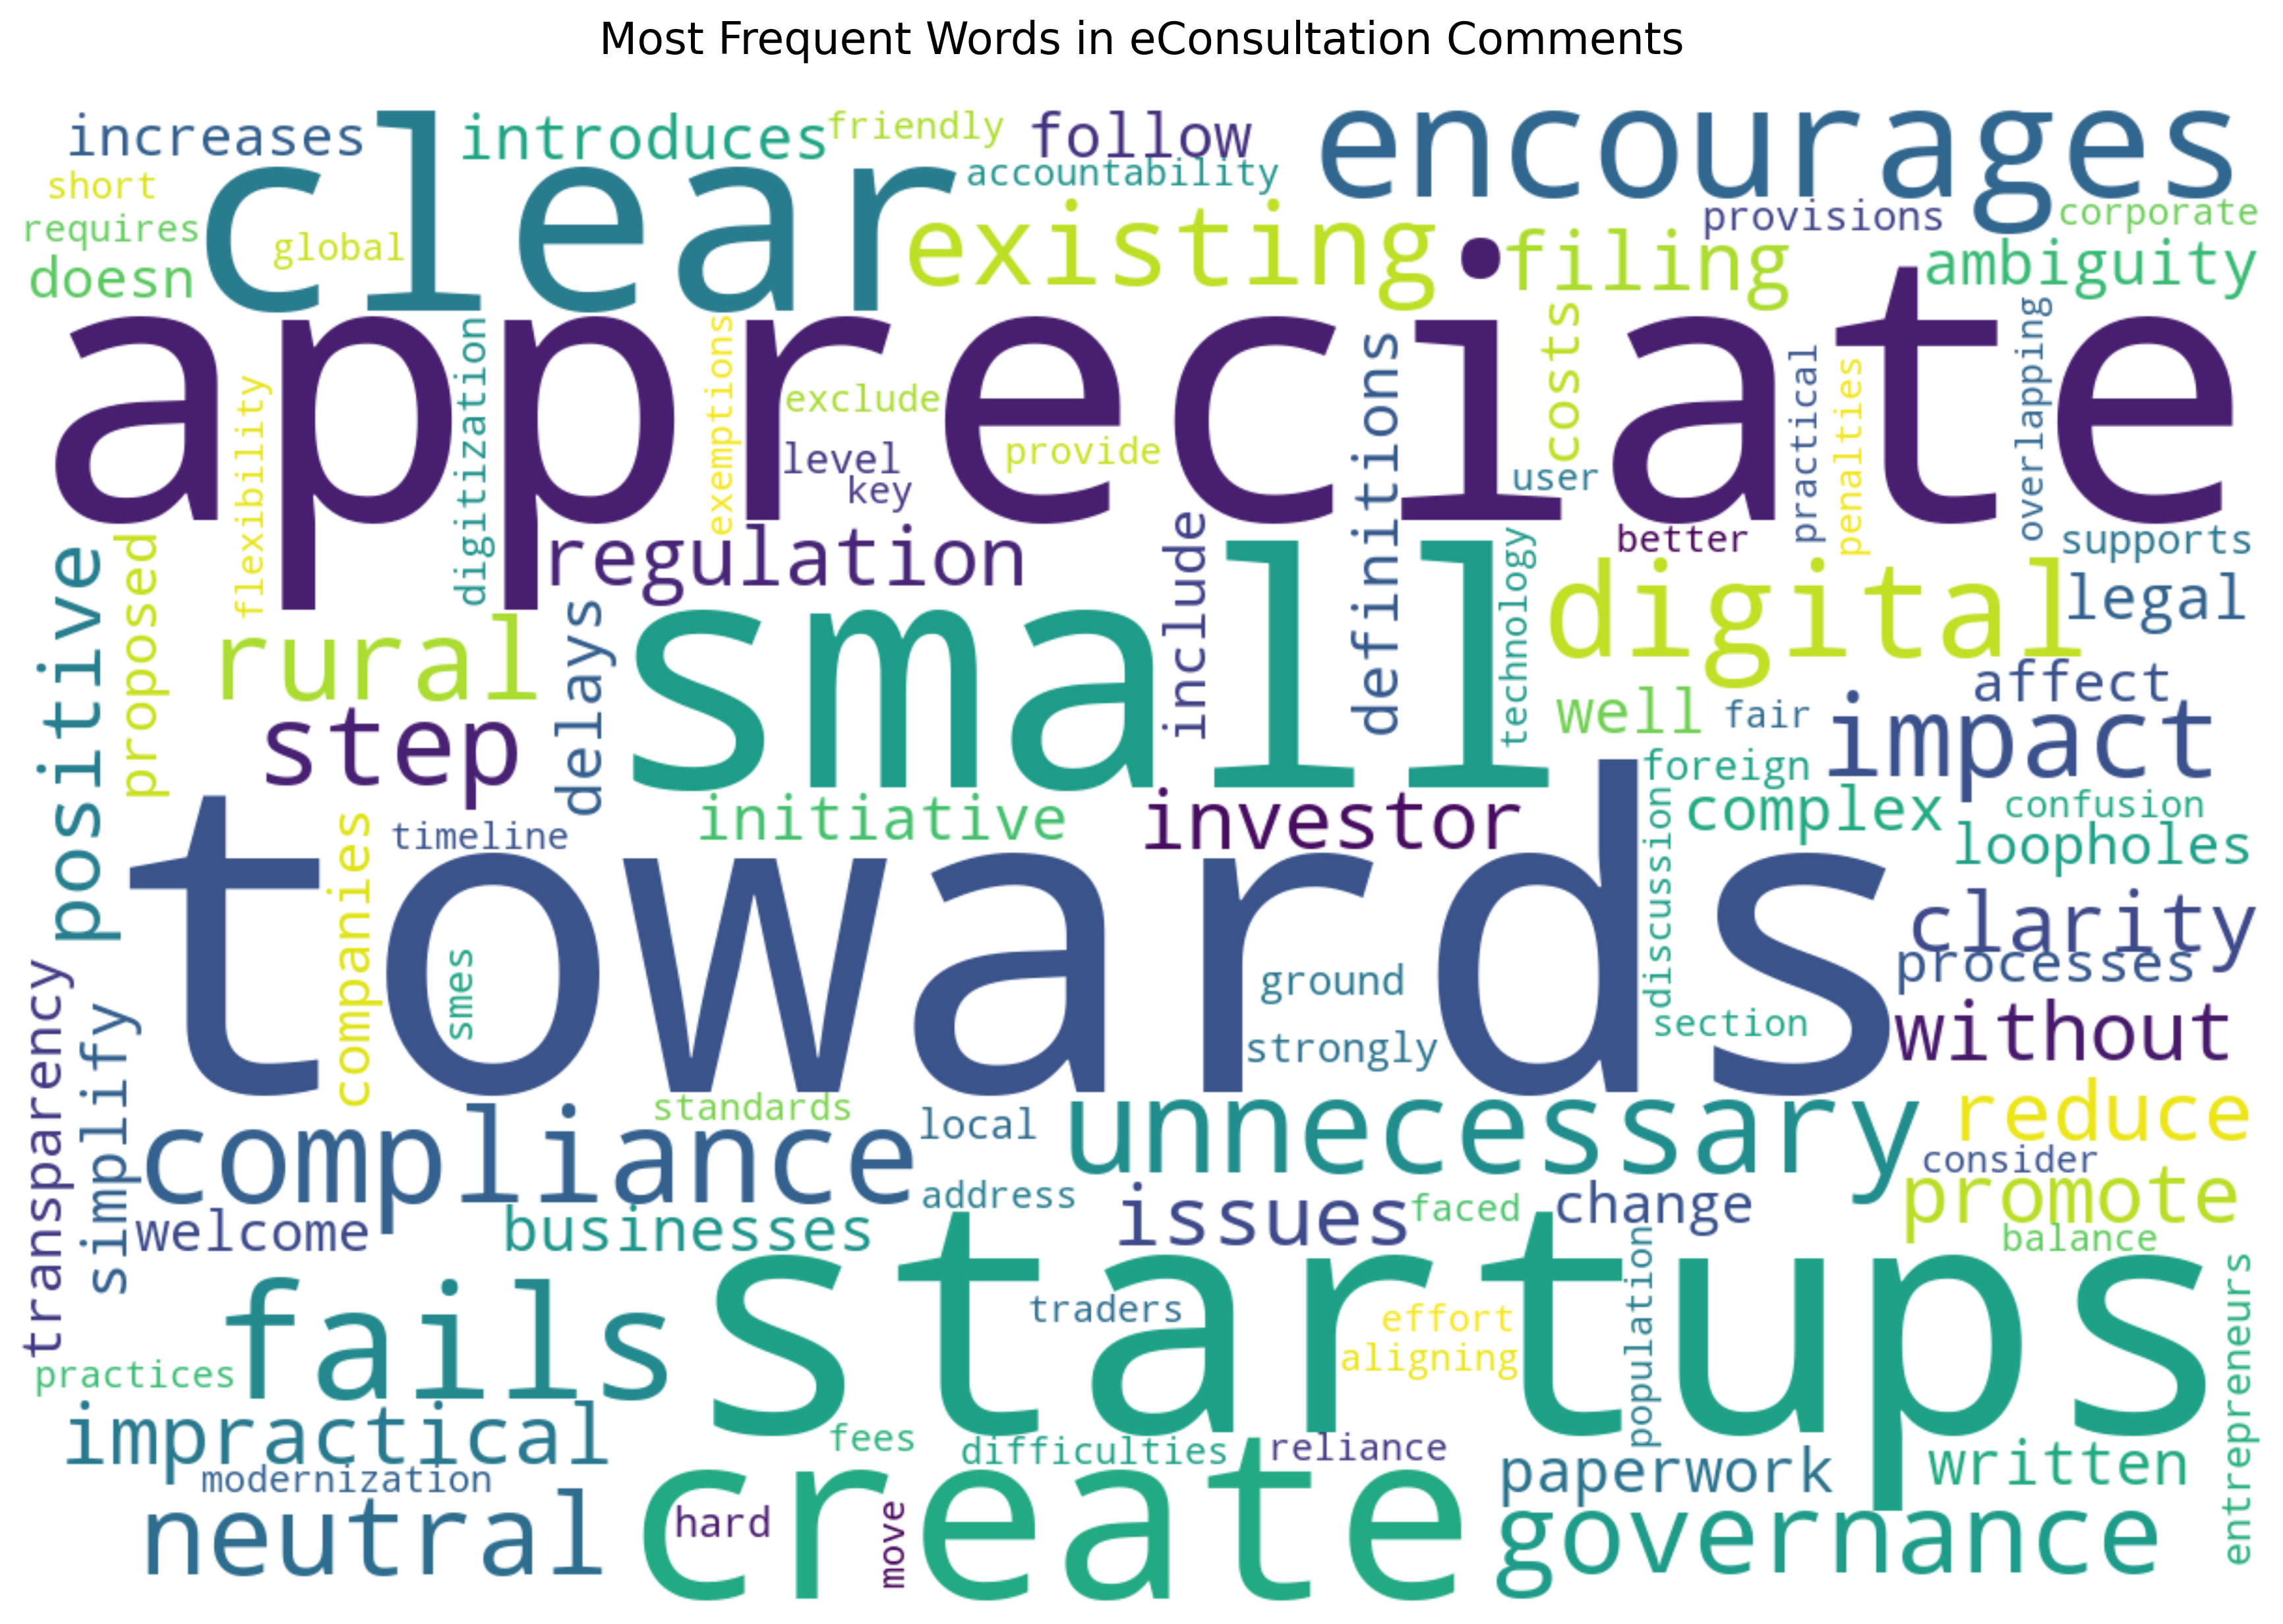 Most Frequent Words in eConsultation Comments
increases
introduces
friendly
follow
encourages
short
clear
accountability
requires
global
existing
provisions
corporate
doesn
filing
ambiguity
appreciate
flexibility
digitization
exemptions
exclude
level
key
provide
definitions
costs
user
practical
penalties
overlapping
positive
proposed
regulation
include
technology
better
supports
rural
delays
small
digital
legal
step
well
fair
affect
impact
foreign
timeline
initiative
investor
complex
confusion
loopholes
companies
towards
smes
discussion
clarity
processes
ground
strongly
section
without
transparency
simplify
standards
local
unnecessary
reduce
compliance
consider
address
issues
faced
change
promote
welcome
businesses
balance
startups
fails
traders
effort
aligning
population
entrepreneurs
practices
impractical
fees
difficulties
reliance
paperwork
written
modernization
neutral
create
hard
move
governance